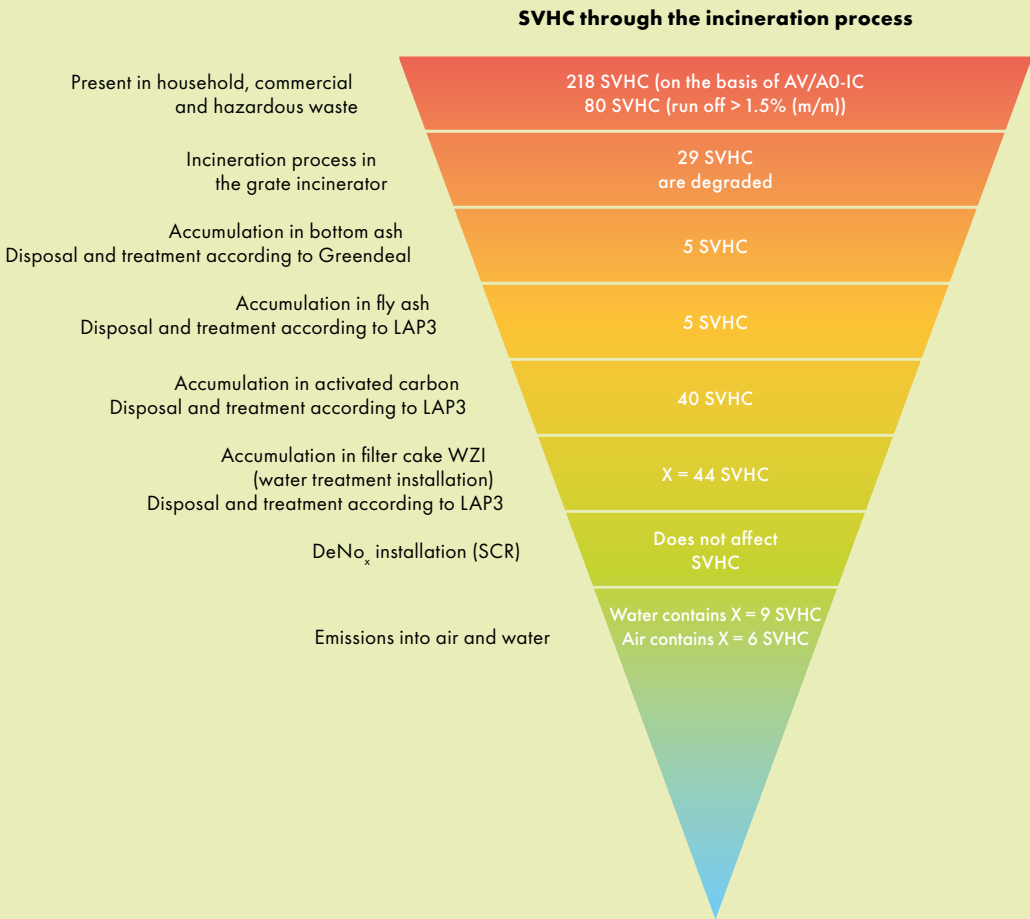 SVHC through the incineration process
Present in household, commercial
and hazardous waste
218 SVHC (on the basis of AV/A0-IC
80 SVHC (run off > 1.5% (m/m))
Incineration process in
the grate incinerator
29 SVHC
are degraded
Accumulation in bottom ash
Disposal and treatment according to Greendeal
5 SVHC
Accumulation in fly ash
Disposal and treatment according to LAP3
5 SVHC
Accumulation in activated carbon
Disposal and treatment according to LAP3
40 SVHC
Accumulation in filter cake WZI
(water treatment installation)
Disposal and treatment according to LAP3
X = 44 SVHC
DeNoₓ installation (SCR)
Does not affect
SVHC
Emissions into air and water
Water contains X = 9 SVHC
Air contains X = 6 SVHC